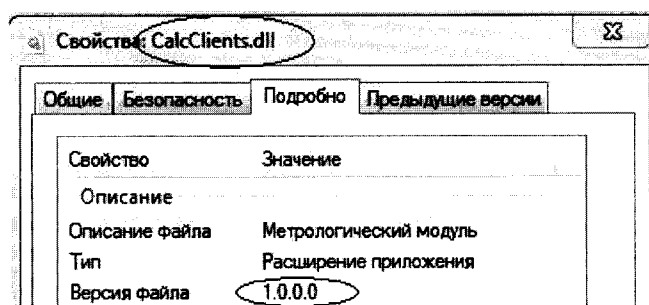 Свойства: CalcClients.dll
Общие Безопасность Подробно Предыдущие версии
Свойство Значение
Описание
Описание файла Метрологический модуль
Тип Расширение приложения
Версия файла 1.0.0.0